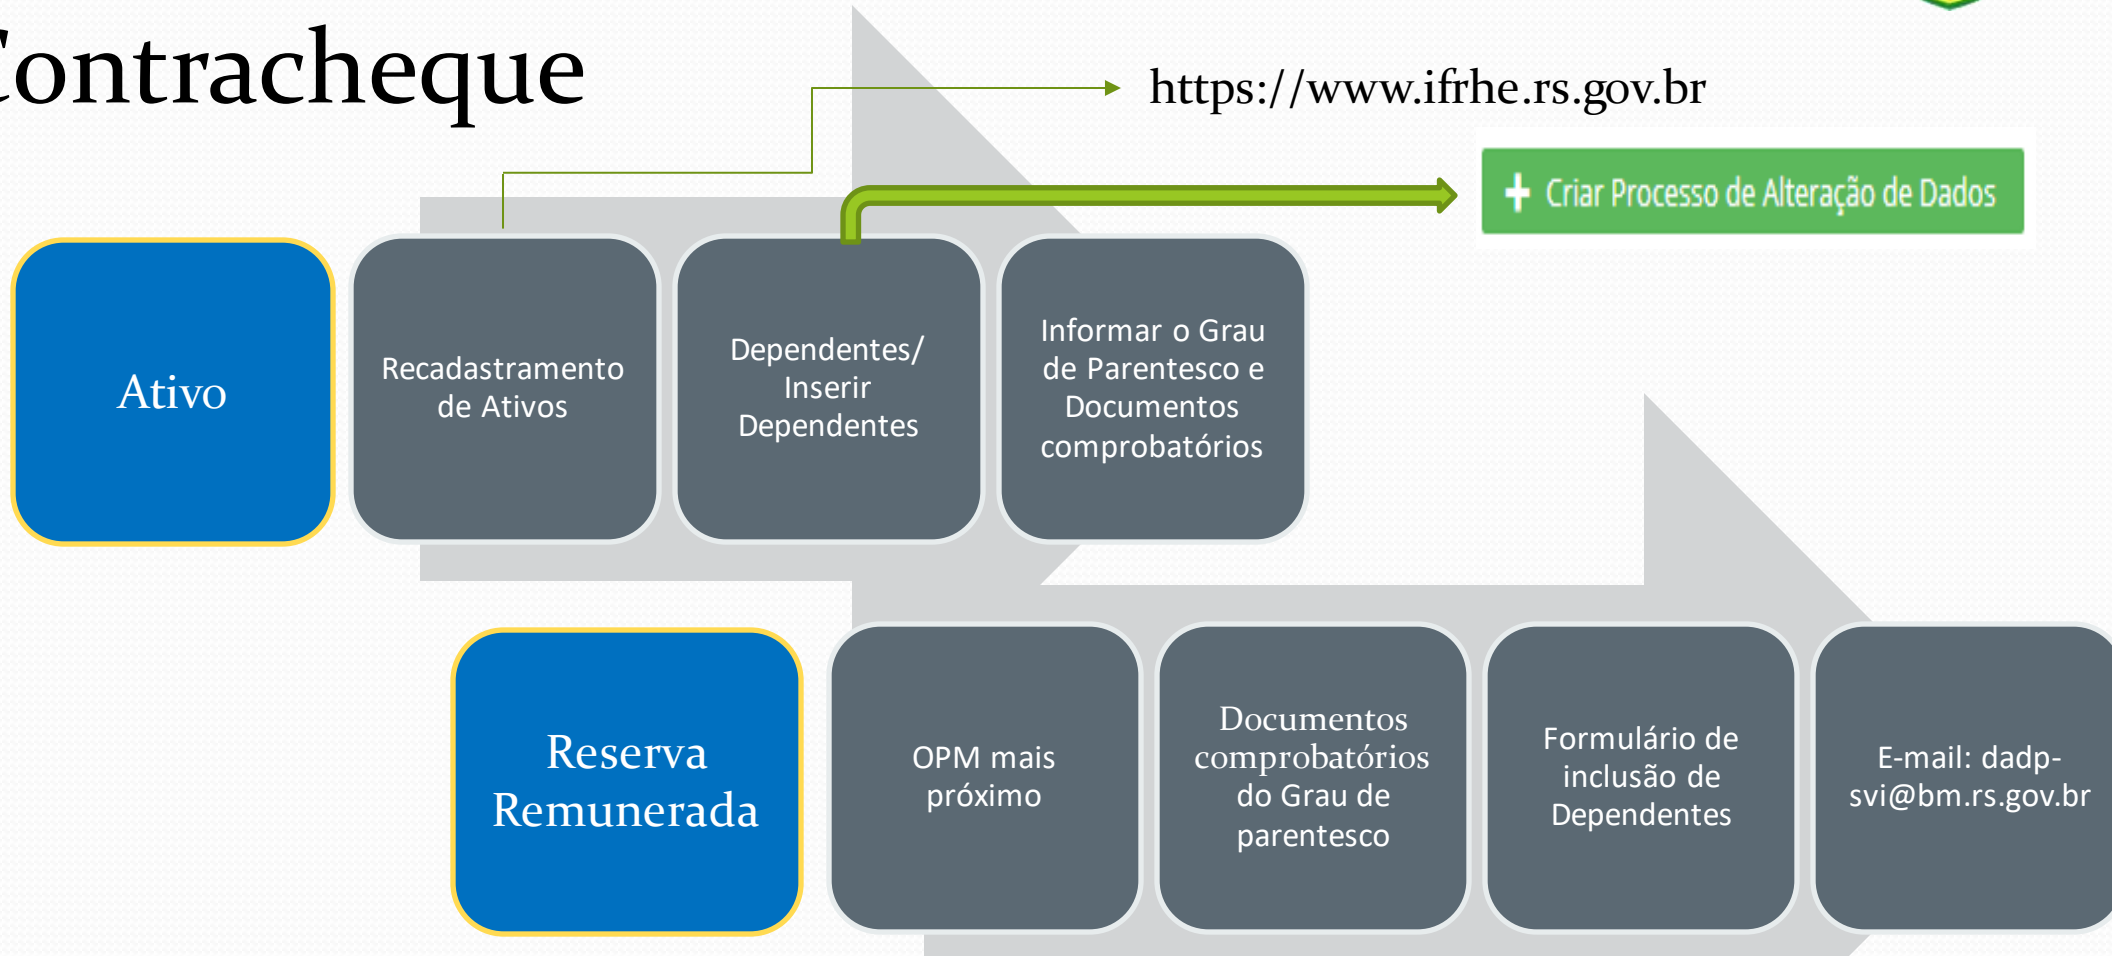 Contracheque
https://www.ifrhe.rs.gov.br
+ Criar Processo de Alteração de Dados
Ativo
Recadastramento
de Ativos
Dependentes/
Inserir
Dependentes
Informar o Grau
de Parentesco e
Documentos
comprobatórios
Reserva
Remunerada
OPM mais
próximo
Documentos
comprobatórios
do Grau de
parentesco
Formulário de
inclusão de
Dependentes
E-mail: dadp-
svi@bm.rs.gov.br